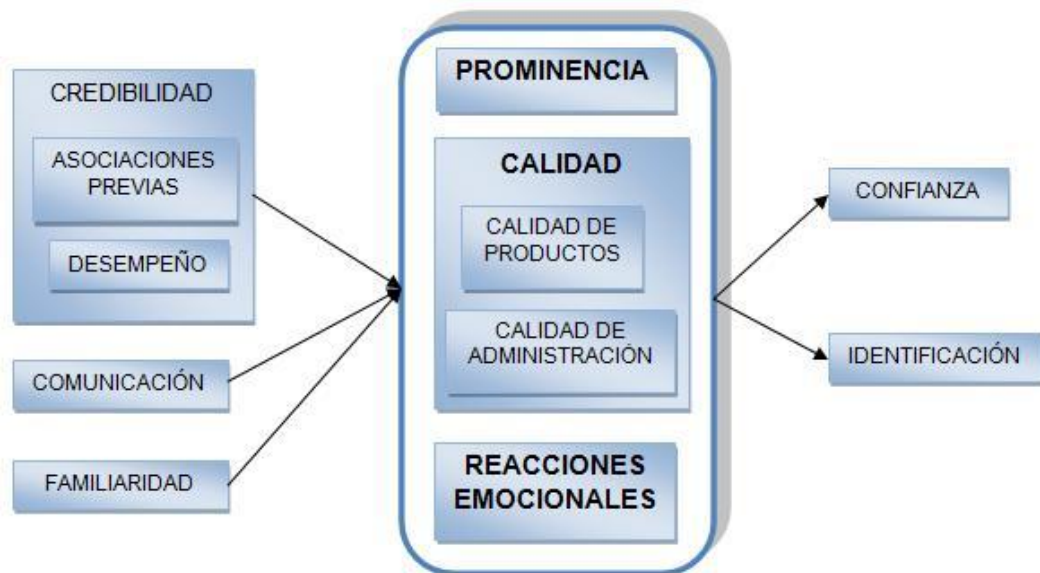 CREDIBILIDAD
ASOCIACIONES
PREVIAS
DESEMPEÑO
COMUNICACIÓN
FAMILIARIDAD
PROMINENCIA
CALIDAD
CALIDAD DE
PRODUCTOS
CALIDAD DE
ADMINISTRACIÓN
REACCIONES
EMOCIONALES
CONFIANZA
IDENTIFICACIÓN